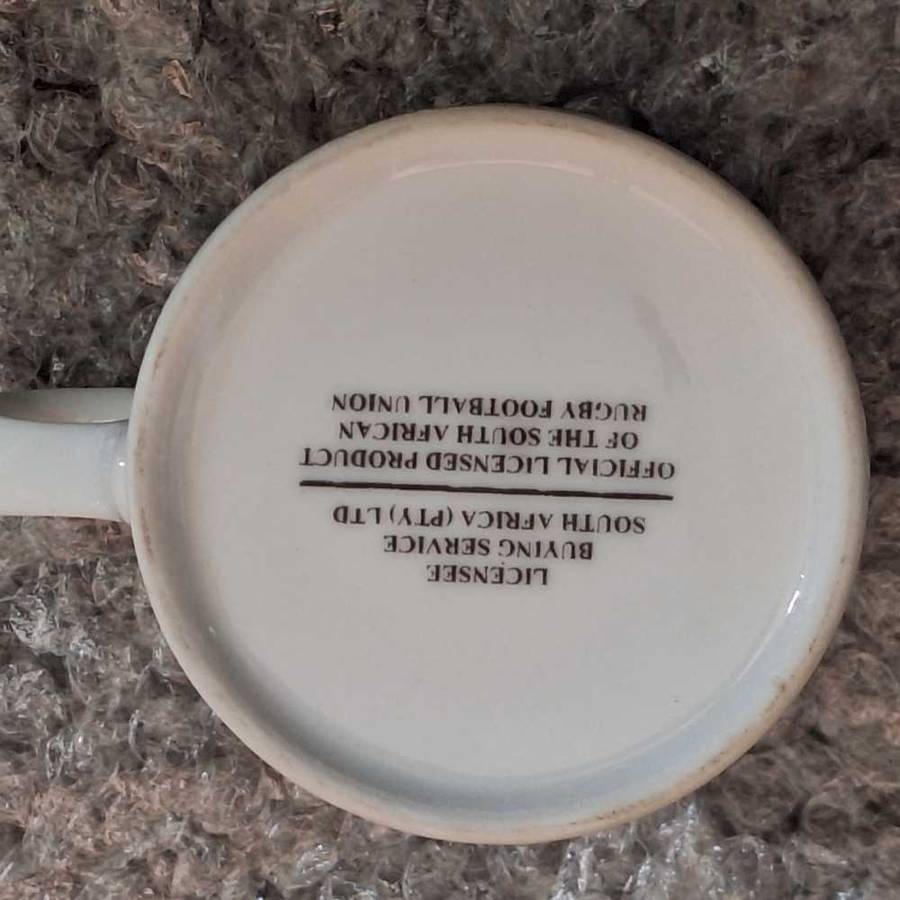 LICENSEE
BUYING SERVICE
SOUTH AFRICA (PTY) LTD
OFFICIAL LICENSED PRODUCT
OF THE SOUTH AFRICAN
RUGBY FOOTBALL UNION